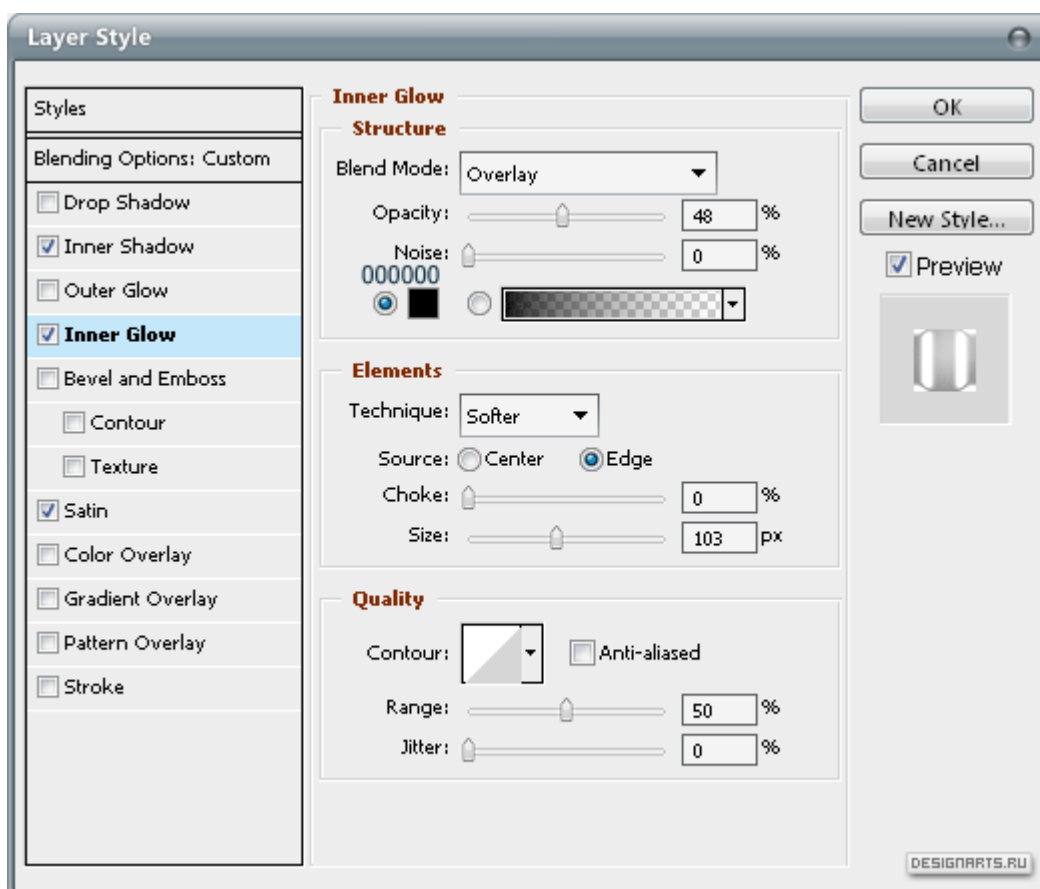 Layer Style
Styles
Blending Options: Custom
Drop Shadow
Inner Shadow
Outer Glow
Inner Glow
Bevel and Emboss
Contour
Texture
Satin
Color Overlay
Gradient Overlay
Pattern Overlay
Stroke
Inner Glow
Structure
Blend Mode: Overlay
Opacity: 48 %
Noise: 0 %
000000
Elements
Technique: Softer
Source: Center Edge
Choke: 0 %
Size: 103 px
Quality
Contour: Anti-aliased
Range: 50 %
Jitter: 0 %
OK
Cancel
New Style...
Preview
DESIGNARTS.RU